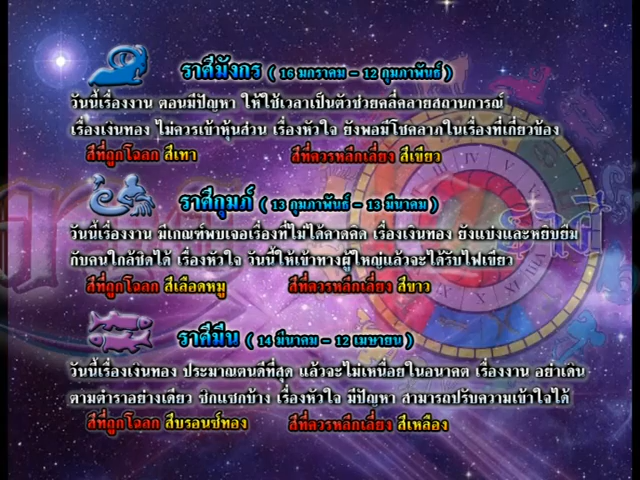 ราศีมังกร ( 16 มกราคม - 12 กุมภาพันธ์ )
วันนี้เรื่องงาน ตอนมีปัญหา ให้ใช้เวลาเป็นตัวช่วยคลี่คลายสถานการณ์
เรื่องเงินทอง ไม่ควรเข้าหุ้นส่วน เรื่องหัวใจ ยังพอมีโชคลาภในเรื่องที่เกี่ยวข้อง
สีที่ถูกโฉลก สีเทา สีที่ควรหลีกเลี่ยง สีเขียว
ราศีกุมภ์ ( 13 กุมภาพันธ์ - 13 มีนาคม )
วันนี้เรื่องงาน มีเกณฑ์พบเจอเรื่องที่ไม่ได้คาดคิด เรื่องเงินทอง ยังแบ่งและหยิบยืม
กับคนใกล้ชิดได้ เรื่องหัวใจ วันนี้ให้เข้าทางผู้ใหญ่แล้วจะได้รับไฟเขียว
สีที่ถูกโฉลก สีเลือดหมู สีที่ควรหลีกเลี่ยง สีขาว
ราศีมีน ( 14 มีนาคม - 12 เมษายน )
วันนี้เรื่องเงินทอง ประมาณตนดีที่สุด แล้วจะไม่เหนื่อยในอนาคต เรื่องงาน อย่าเดิน
ตามตำราอย่างเดียว ซิกแซกบ้าง เรื่องหัวใจ มีปัญหา สามารถปรับความเข้าใจได้
สีที่ถูกโฉลก สีบรอนซ์ทอง สีที่ควรหลีกเลี่ยง สีเหลือง